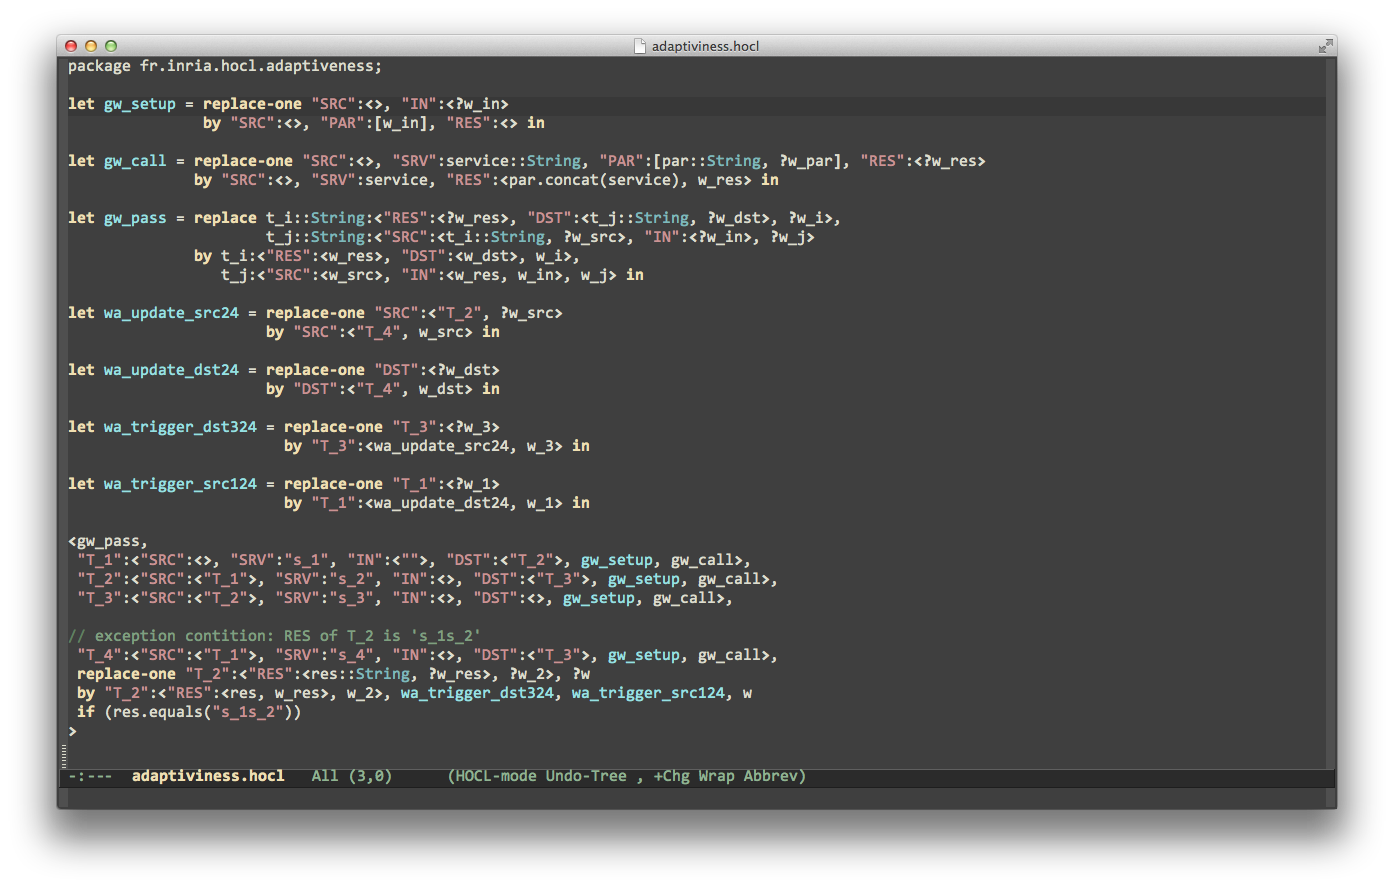 adaptiviness.hocl
package fr.inria.hocl.adaptiveness;
let gw_setup = replace-one "SRC":<>, "IN":<?w_in>
by "SRC":<>, "PAR":[w_in], "RES":<> in
let gw_call = replace-one "SRC":<>, "SRV":service::String, "PAR":[par::String, ?w_par], "RES":<?w_res>
by "SRC":<>, "SRV":service, "RES":<par.concat(service), w_res> in
let gw_pass = replace t_i::String:<"RES":<?w_res>, "DST":<t_j::String, ?w_dst>, ?w_i>,
t_j::String:<"SRC":<t_i::String, ?w_src>, "IN":<?w_in>, ?w_j>
by t_i:<"RES":<w_res>, "DST":<w_dst>, w_i>,
t_j:<"SRC":<w_src>, "IN":<w_res, w_in>, w_j> in
let wa_update_src24 = replace-one "SRC":<"T_2", ?w_src>
by "SRC":<"T_4", w_src> in
let wa_update_dst24 = replace-one "DST":<?w_dst>
by "DST":<"T_4", w_dst> in
let wa_trigger_dst324 = replace-one "T_3":<?w_3>
by "T_3":<wa_update_src24, w_3> in
let wa_trigger_src124 = replace-one "T_1":<?w_1>
by "T_1":<wa_update_dst24, w_1> in
<gw_pass,
"T_1":<"SRC":<>, "SRV":"s_1", "IN":<"">, "DST":<"T_2">, gw_setup, gw_call>,
"T_2":<"SRC":<"T_1">, "SRV":"s_2", "IN":<>, "DST":<"T_3">, gw_setup, gw_call>,
"T_3":<"SRC":<"T_2">, "SRV":"s_3", "IN":<>, "DST":<>, gw_setup, gw_call>,
// exception contition: RES of T_2 is 's_1s_2'
"T_4":<"SRC":<"T_1">, "SRV":"s_4", "IN":<>, "DST":<"T_3">, gw_setup, gw_call>,
replace-one "T_2":<"RES":<res::String, ?w_res>, ?w_2>, ?w
by "T_2":<"RES":<res, w_res>, w_2>, wa_trigger_dst324, wa_trigger_src124, w
if (res.equals("s_1s_2"))
>
-:--- adaptiviness.hocl All (3,0) (HOCL-mode Undo-Tree , +Chg Wrap Abbrev)